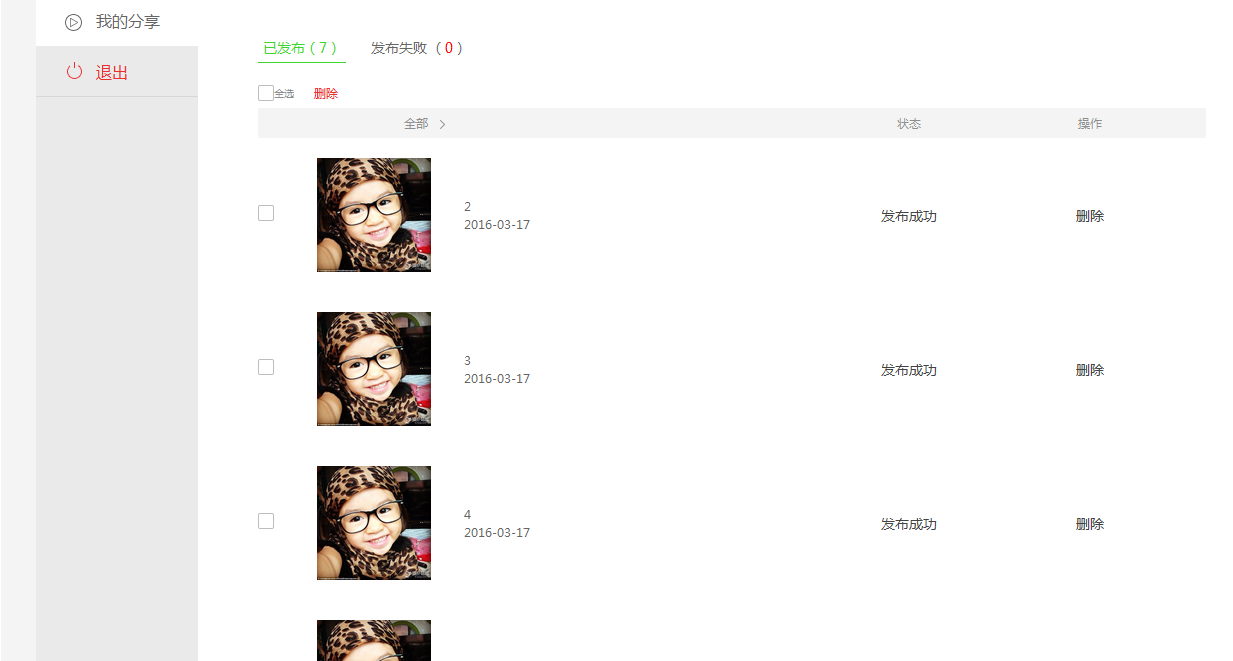 我的分享
退出
已发布（7）
发布失败（0）
全选 删除
全部 > 状态 操作
2
2016-03-17
发布成功 删除
3
2016-03-17
发布成功 删除
4
2016-03-17
发布成功 删除